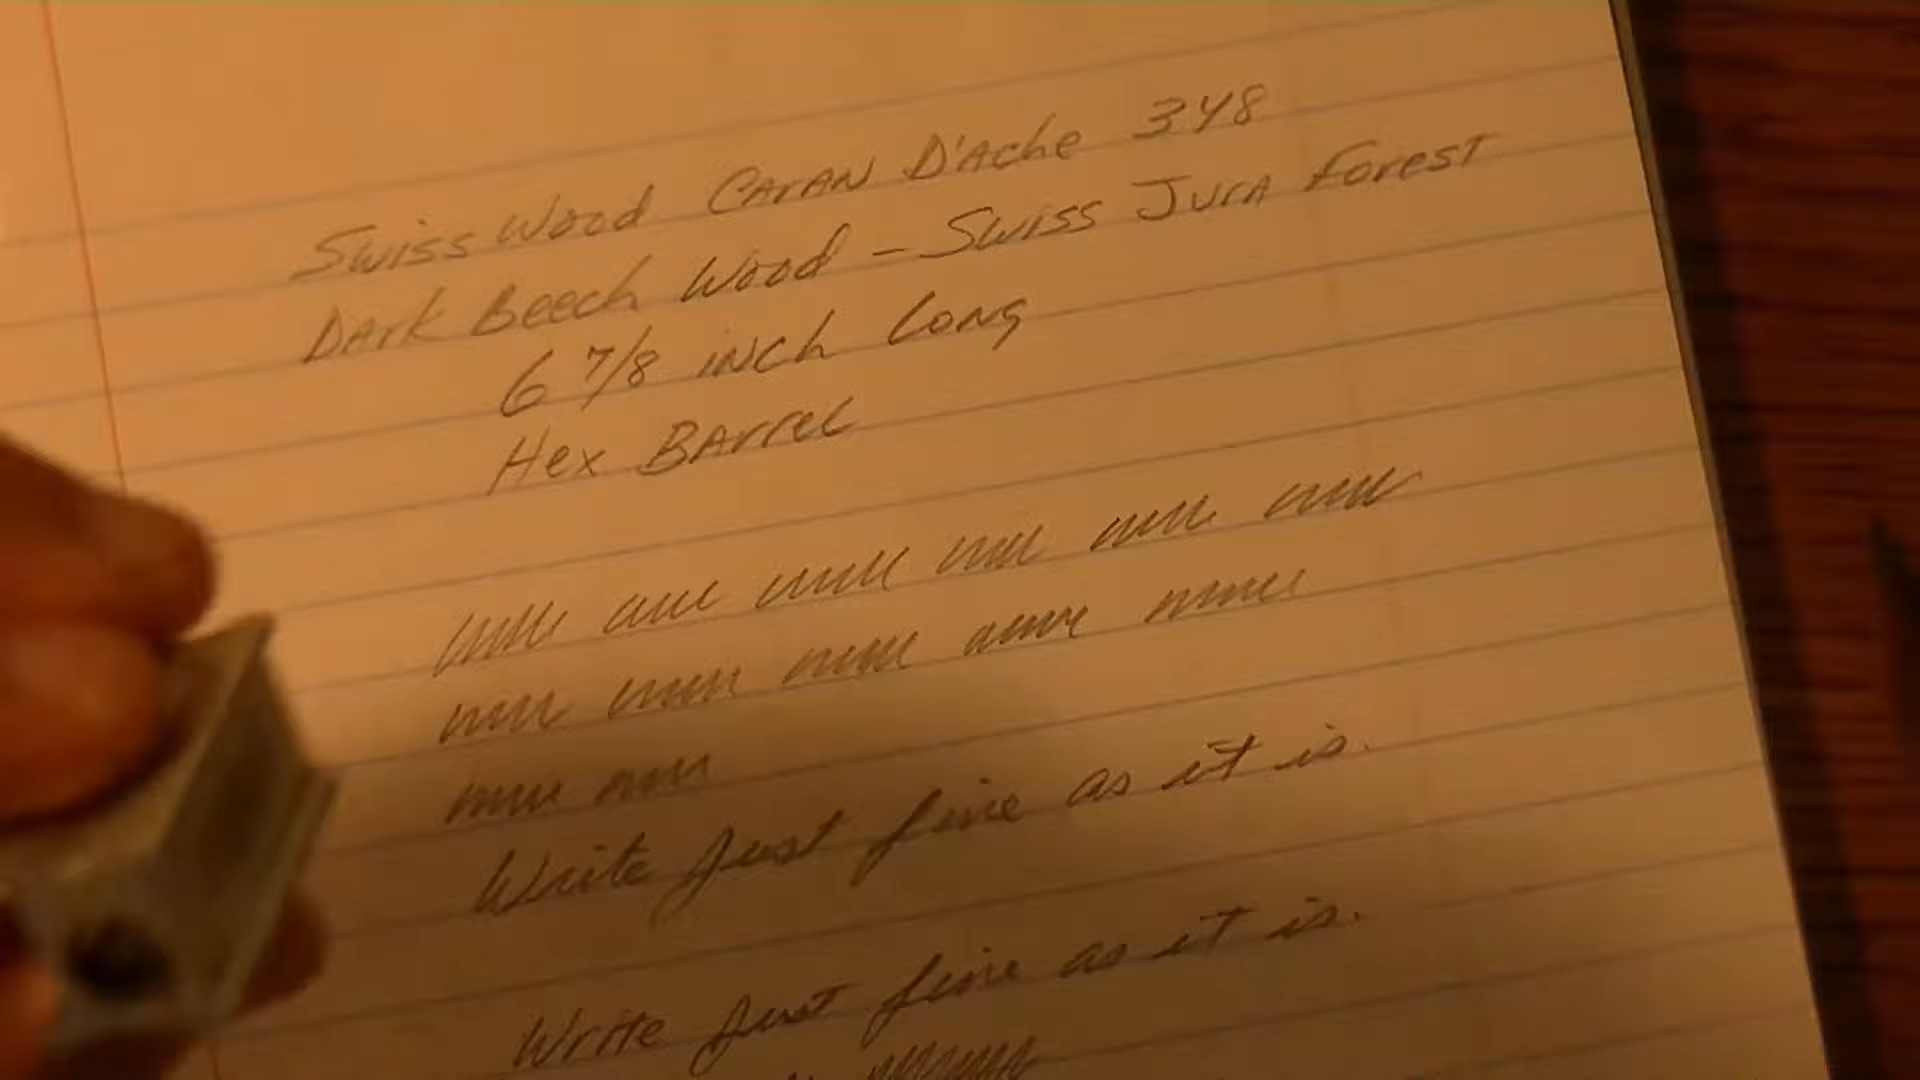 Swiss Wood Caran D'Ache 348
Dark Beech Wood - Swiss Jura Forest
6 7/8 inch Long
Hex Barrel
Write just fine as it is.
Write just fine as it is.